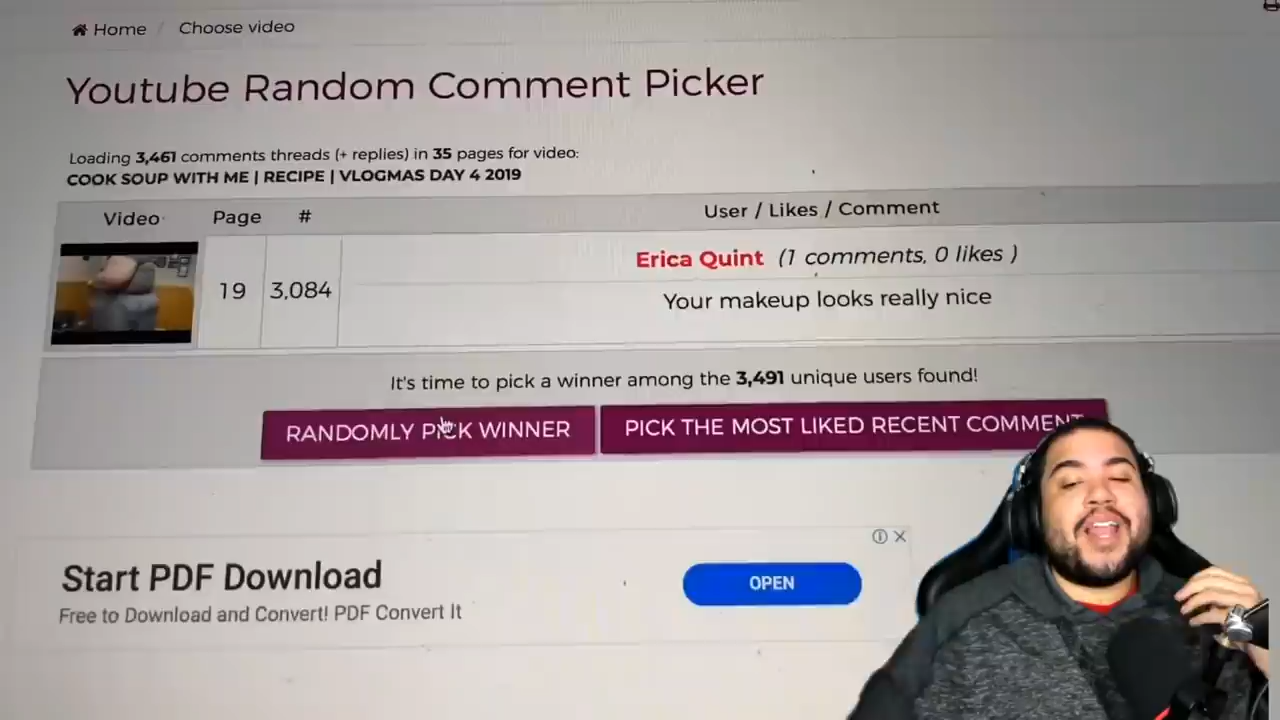 Home / Choose video
Youtube Random Comment Picker
Loading 3,461 comments threads (+ replies) in 35 pages for video:
COOK SOUP WITH ME | RECIPE | VLOGMAS DAY 4 2019
Video Page # User / Likes / Comment
19 3,084 Erica Quint (1 comments, 0 likes )
Your makeup looks really nice
It's time to pick a winner among the 3,491 unique users found!
RANDOMLY PICK WINNER PICK THE MOST LIKED RECENT COMMENT
Start PDF Download
Free to Download and Convert! PDF Convert It
OPEN